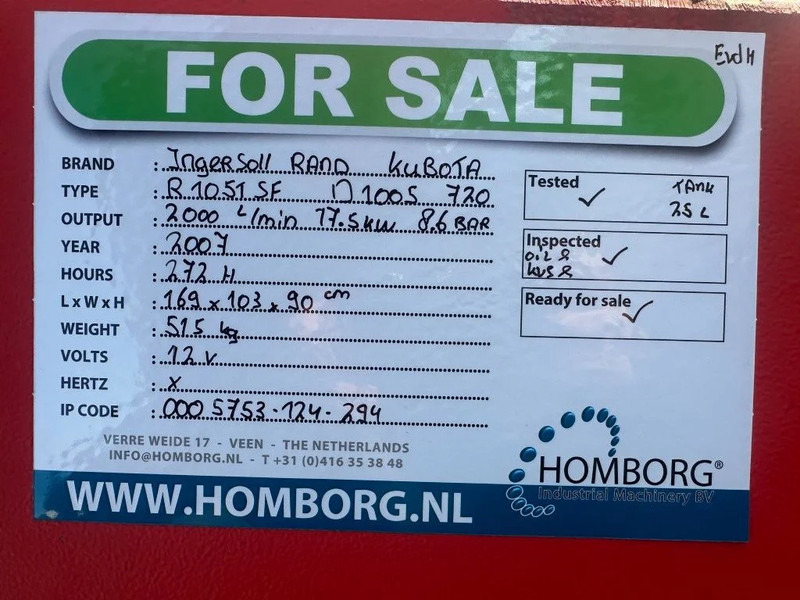 FOR SALE
EvdH
BRAND : IngerSoll RAND KUBOTA
TYPE : R1051SF D1005 720
OUTPUT : 2000 L/min 17.5kW 8.6 BAR
YEAR : 2007
HOURS : 272 H
L x W x H : 169 x 103 x 90 cm
WEIGHT : 515 kg
VOLTS : 12 v
HERTZ : x
IP CODE : 000 5753-124-294
Tested ✓ TANK
25 L
Inspected ✓
Ready for sale ✓
VERRE WEIDE 17 - VEEN - THE NETHERLANDS
INFO@HOMBORG.NL - T +31 (0)416 35 38 48
WWW.HOMBORG.NL
HOMBORG®
Industrial Machinery BV